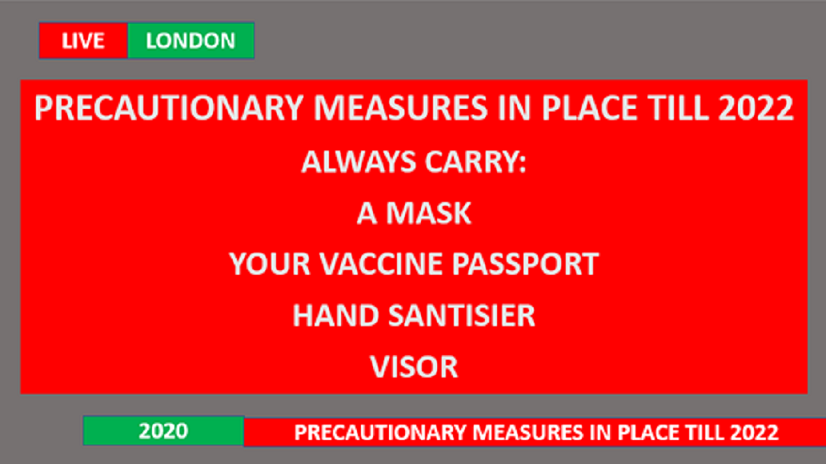 LIVE LONDON
PRECAUTIONARY MEASURES IN PLACE TILL 2022
ALWAYS CARRY:
A MASK
YOUR VACCINE PASSPORT
HAND SANTISIER
VISOR
2020 PRECAUTIONARY MEASURES IN PLACE TILL 2022